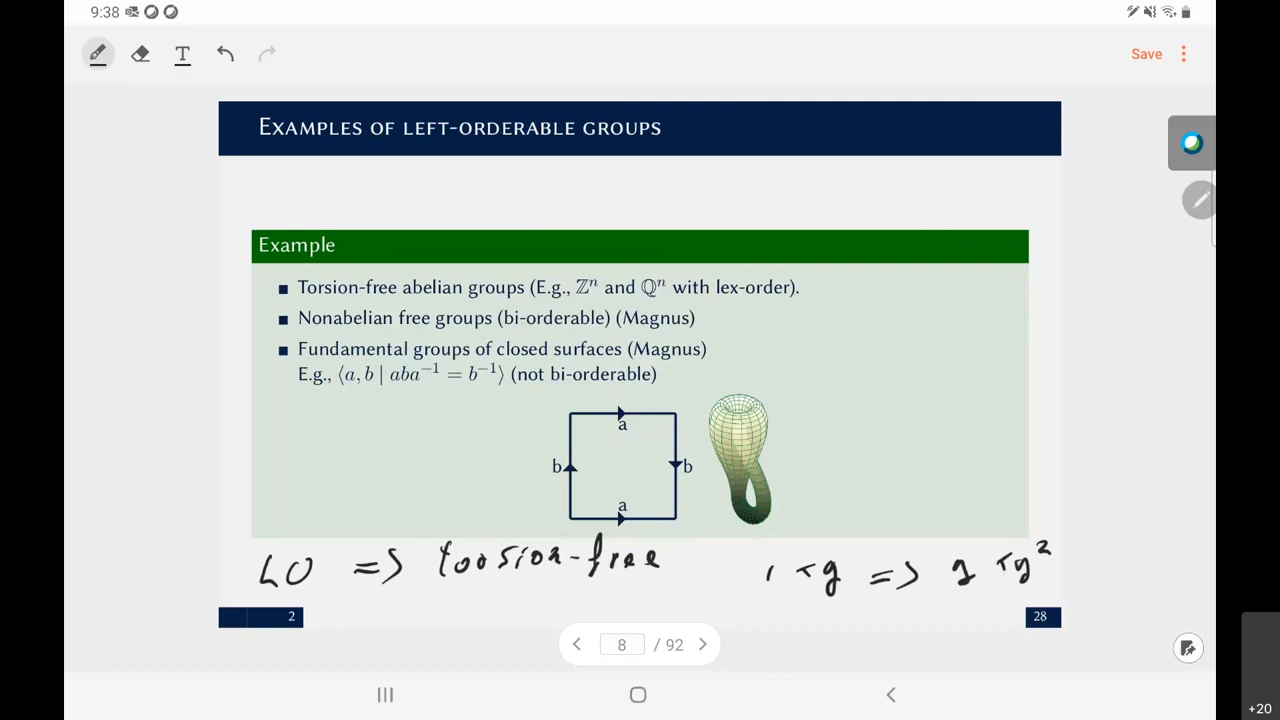 9:38
T
Save
Examples of left-orderable groups
Example
Torsion-free abelian groups (E.g., ℤⁿ and ℚⁿ with lex-order).
Nonabelian free groups (bi-orderable) (Magnus)
Fundamental groups of closed surfaces (Magnus)
E.g., ⟨a, b | aba⁻¹ = b⁻¹⟩ (not bi-orderable)
a
b b
a
LO => torsion-free 1 < g => g < g²
2 28
8 / 92
+20